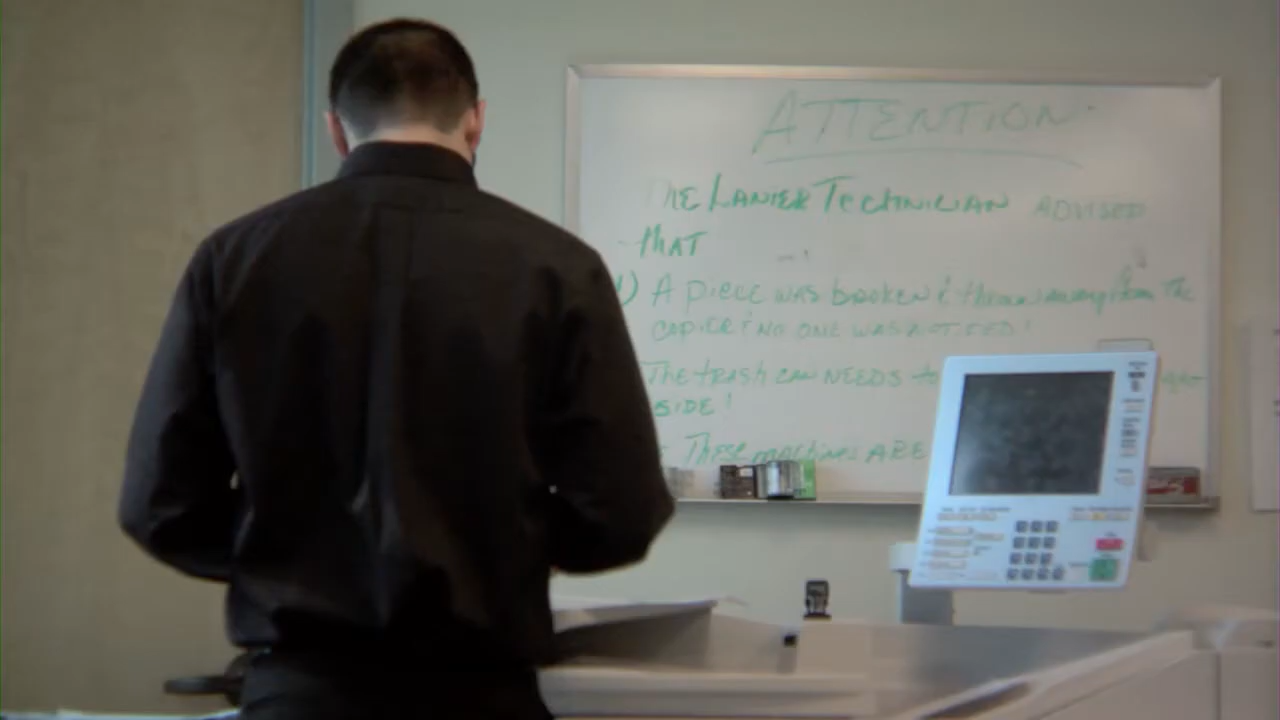 ATTENTION
THE LANIER TECHNICIAN ADVISED
THAT
1) A PIECE WAS BROKEN & thrown away from The
COPIER & NO ONE WAS NOTIFIED!
THE TRASH CAN NEEDS to
SIDE!
These machines ARE